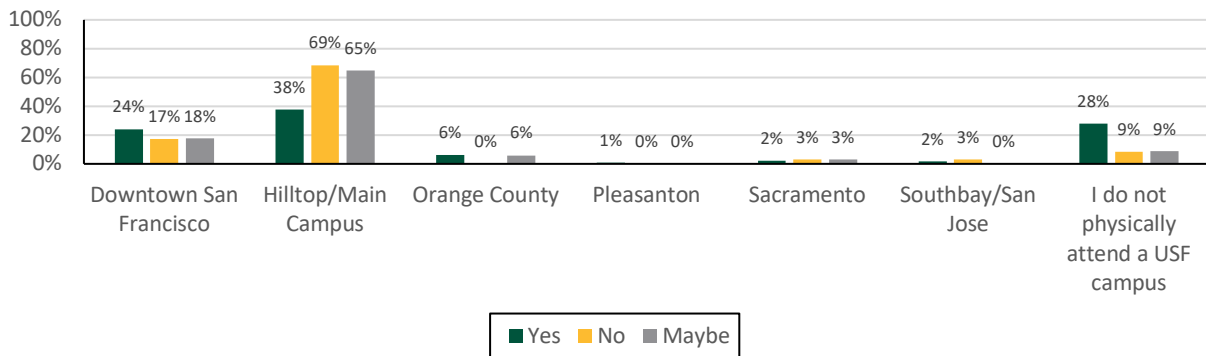 100%
80%
60%
40%
20%
0%
24%
17%
18%
38%
69%
65%
6%
0%
6%
1%
0%
0%
2%
3%
3%
2%
3%
0%
28%
9%
9%
Downtown San
Francisco
Hilltop/Main
Campus
Orange County
Pleasanton
Sacramento
Southbay/San
Jose
I do not
physically
attend a USF
campus
Yes No Maybe